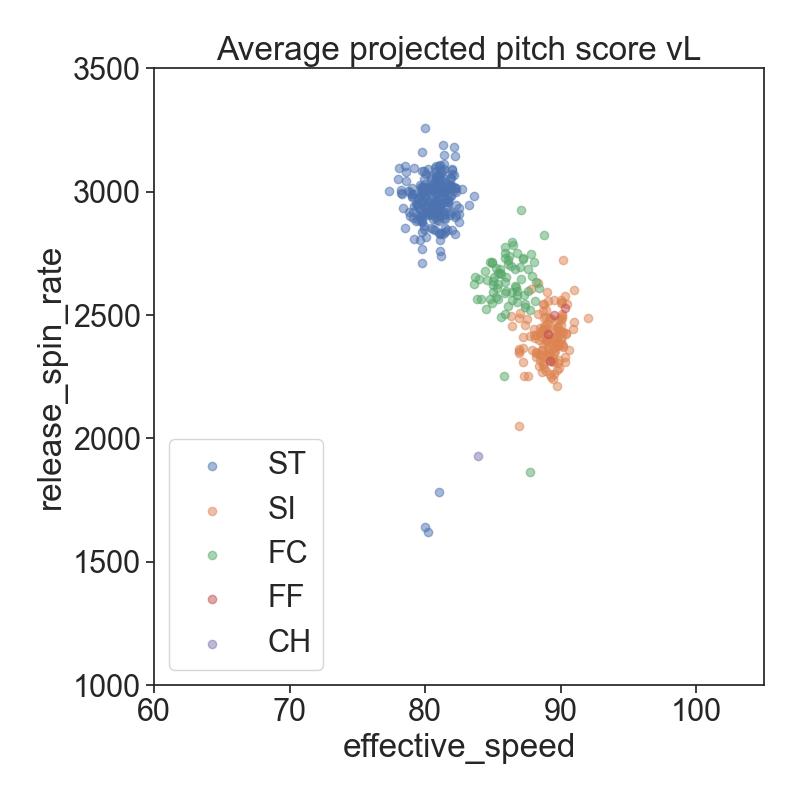 Average projected pitch score vL
3500
3000
2500
2000
1500
1000
release_spin_rate
ST
SI
FC
FF
CH
60
70
80
90
100
effective_speed